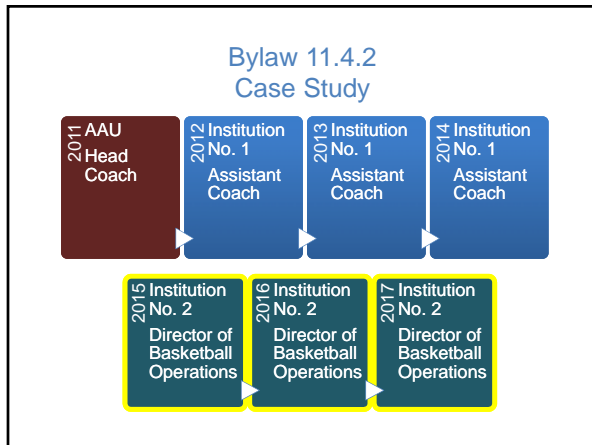 Bylaw 11.4.2
Case Study
2011
AAU
Head
Coach
2012
Institution
No. 1
Assistant
Coach
2013
Institution
No. 1
Assistant
Coach
2014
Institution
No. 1
Assistant
Coach
2015
Institution
No. 2
Director of
Basketball
Operations
2016
Institution
No. 2
Director of
Basketball
Operations
2017
Institution
No. 2
Director of
Basketball
Operations